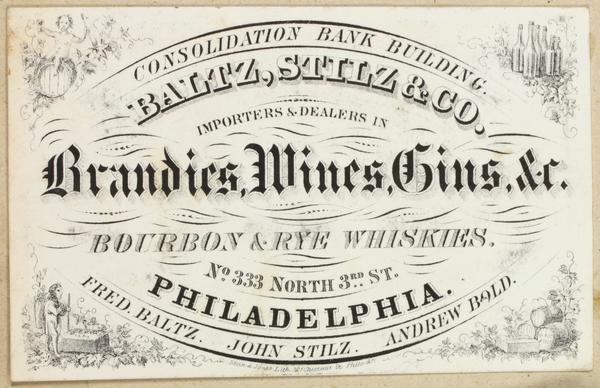 CONSOLIDATION BANK BUILDING.
BALTZ, STILZ & CO.
IMPORTERS & DEALERS IN
Brandies, Wines, Gins, &c.
BOURBON & RYE WHISKIES.
No 333 NORTH 3RD ST.
PHILADELPHIA.
FRED. BALTZ. JOHN STILZ. ANDREW BOLD.